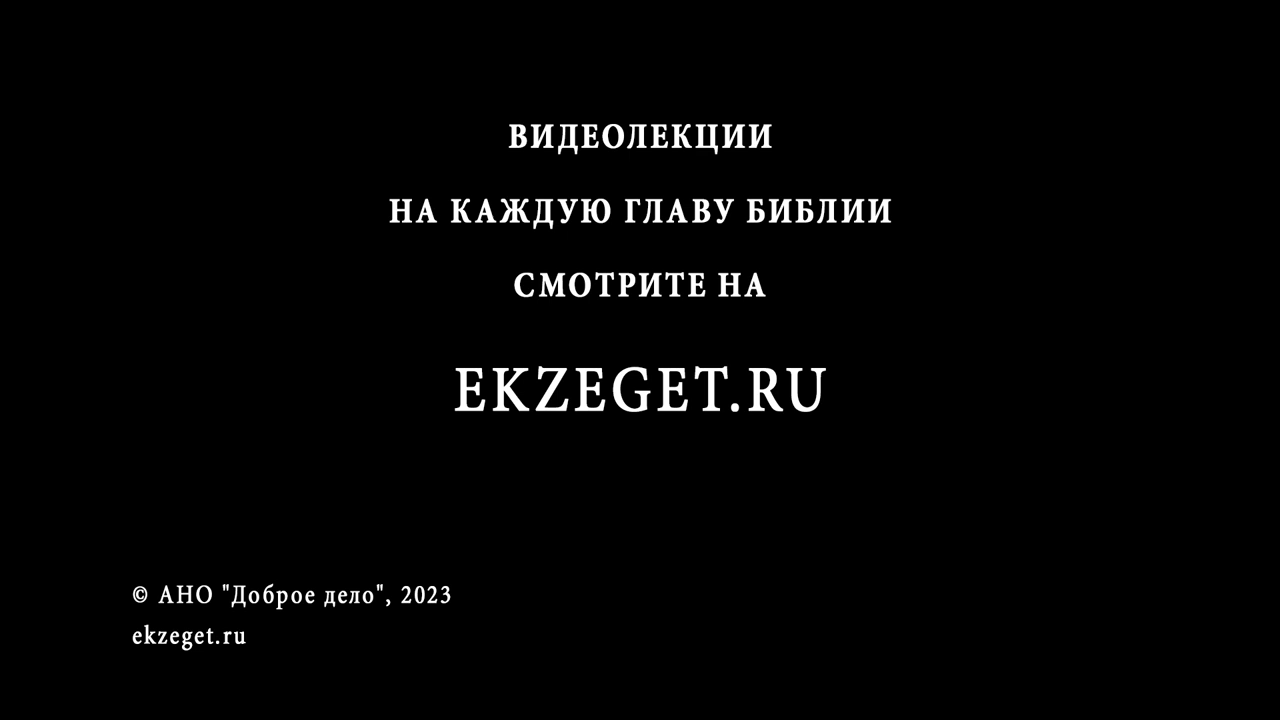 ВИДЕОЛЕКЦИИ
НА КАЖДУЮ ГЛАВУ БИБЛИИ
СМОТРИТЕ НА
EKZEGET.RU
© АНО "Доброе дело", 2023
ekzeget.ru